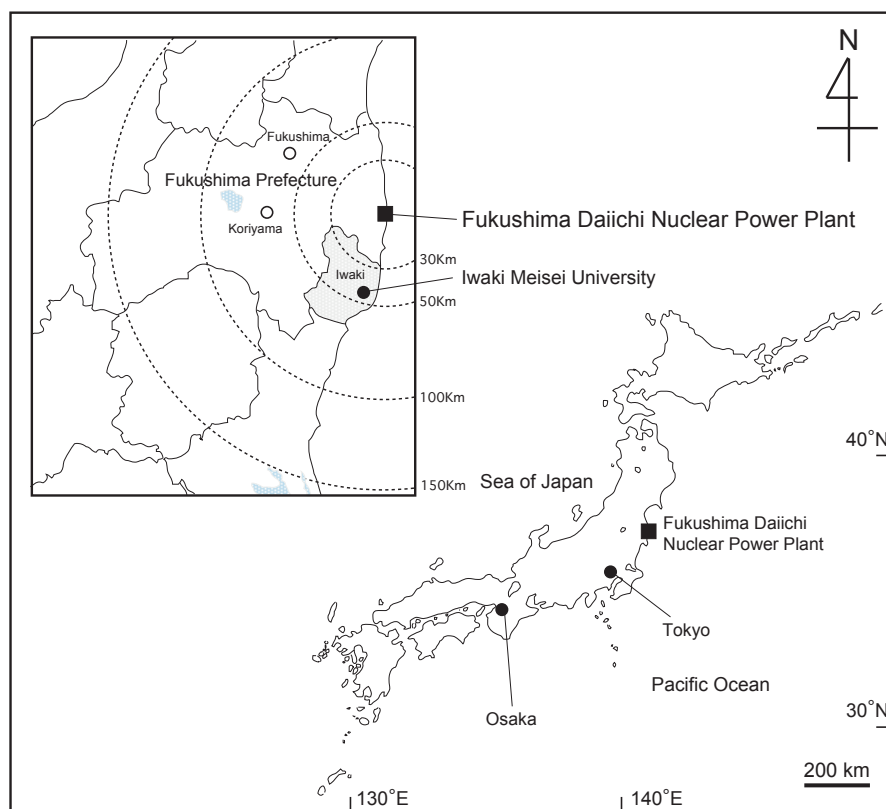 N
Fukushima
Fukushima Prefecture
Koriyama
Fukushima Daiichi Nuclear Power Plant
30Km
Iwaki
Iwaki Meisei University
50Km
100Km
150Km
40°N
Sea of Japan
Fukushima Daiichi
Nuclear Power Plant
Tokyo
Pacific Ocean
Osaka
30°N
200 km
130°E
140°E